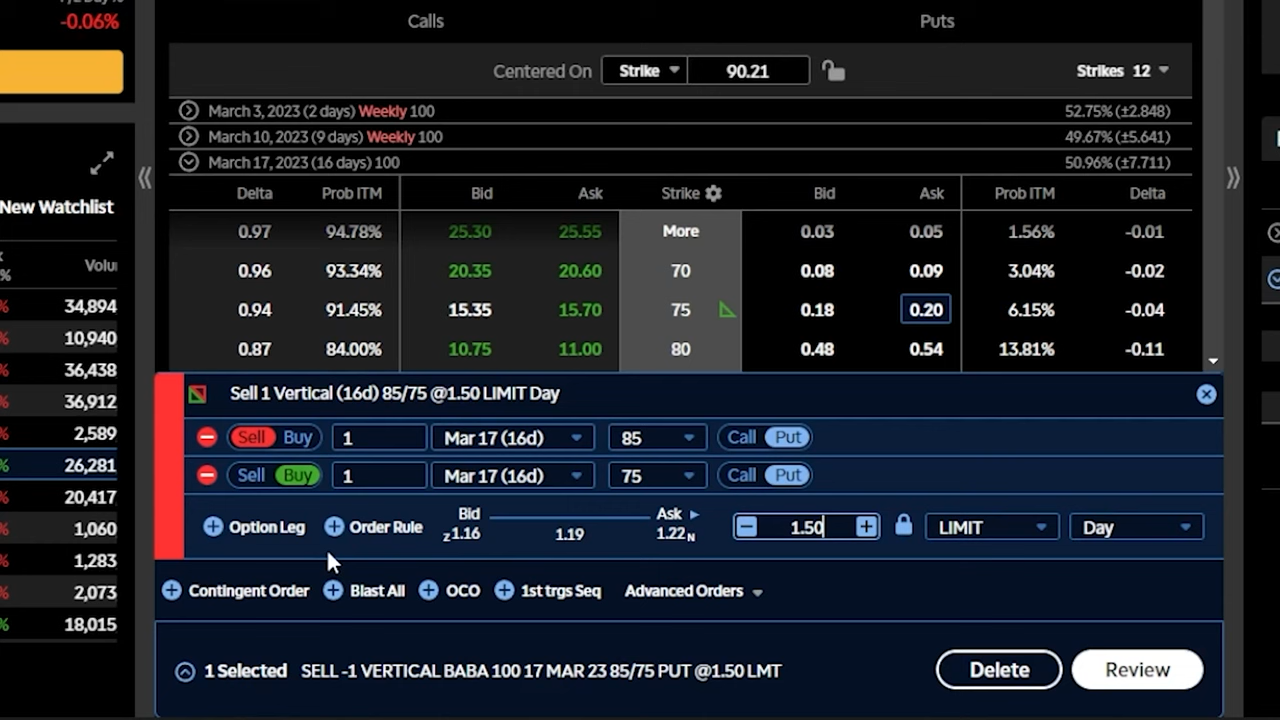 -0.06%
New Watchlist
%
Volu
% 34,894
% 10,940
% 36,438
% 36,912
% 2,589
% 26,281
% 20,417
% 1,060
% 1,283
% 2,073
% 18,015
Calls Puts
Centered On Strike 90.21 Strikes 12
March 3, 2023 (2 days) Weekly 100 52.75% (±2.848)
March 10, 2023 (9 days) Weekly 100 49.67% (±5.641)
March 17, 2023 (16 days) 100 50.96% (±7.711)
Delta Prob ITM Bid Ask Strike Bid Ask Prob ITM Delta
0.97 94.78% 25.30 25.55 More 0.03 0.05 1.56% -0.01
0.96 93.34% 20.35 20.60 70 0.08 0.09 3.04% -0.02
0.94 91.45% 15.35 15.70 75 0.18 0.20 6.15% -0.04
0.87 84.00% 10.75 11.00 80 0.48 0.54 13.81% -0.11
Sell 1 Vertical (16d) 85/75 @1.50 LIMIT Day
Sell Buy 1 Mar 17 (16d) 85 Call Put
Sell Buy 1 Mar 17 (16d) 75 Call Put
Option Leg Order Rule Bid Ask
z1.16 1.19 1.22N 1.50 LIMIT Day
Contingent Order Blast All OCO 1st trgs Seq Advanced Orders
1 Selected SELL -1 VERTICAL BABA 100 17 MAR 23 85/75 PUT @1.50 LMT Delete Review